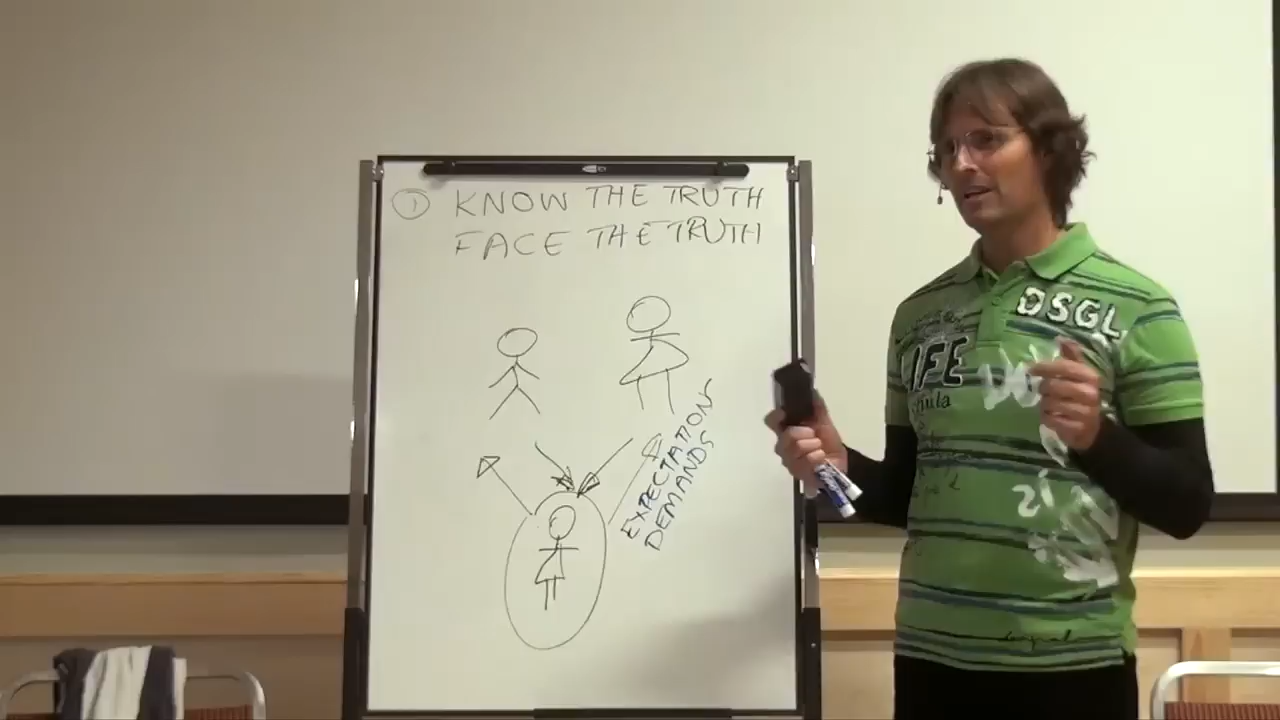 ① KNOW THE TRUTH
FACE THE TRUTH
EXPECTATION
DEMANDS
DSGL
LIFE